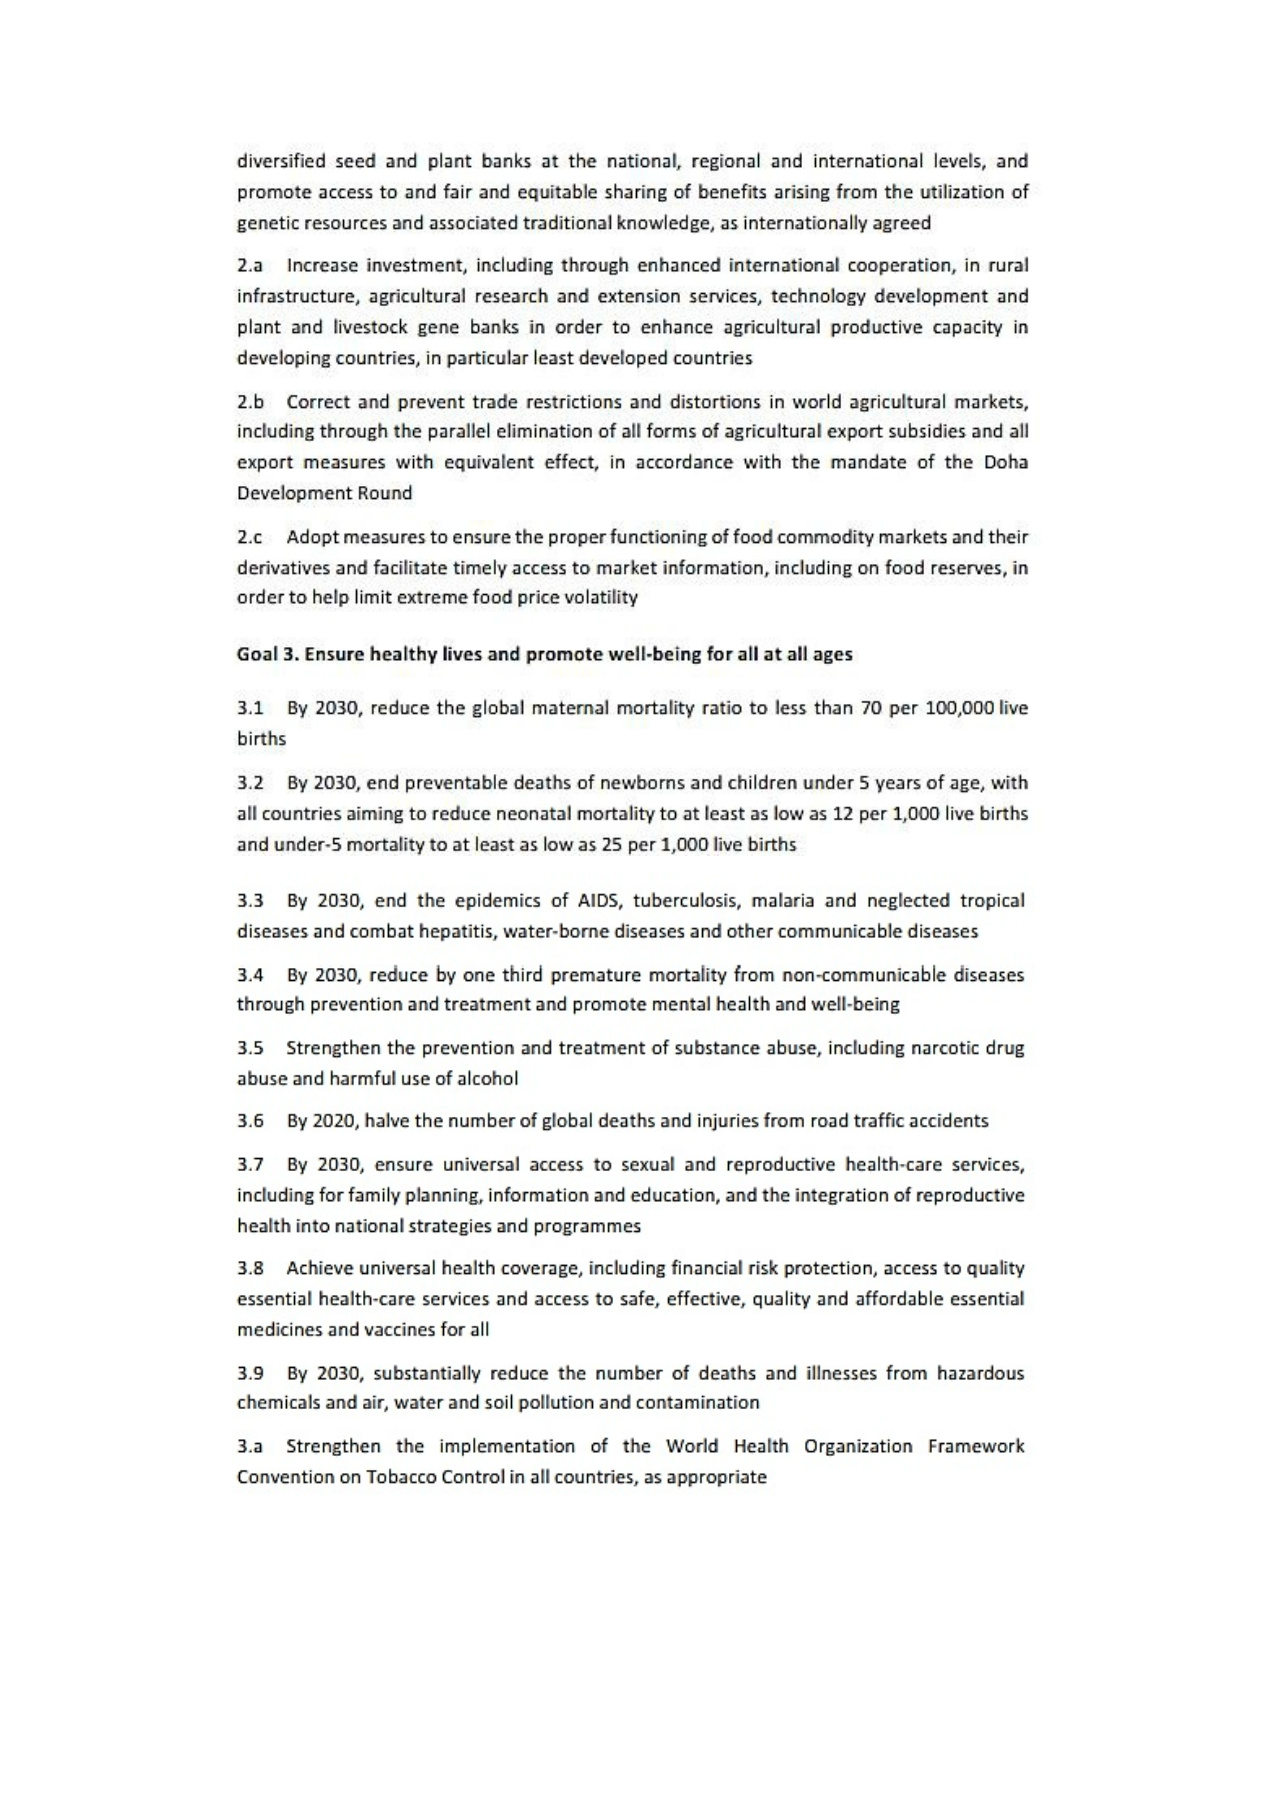 diversified seed and plant banks at the national, regional and international levels, and
promote access to and fair and equitable sharing of benefits arising from the utilization of
genetic resources and associated traditional knowledge, as internationally agreed
2.a Increase investment, including through enhanced international cooperation, in rural
infrastructure, agricultural research and extension services, technology development and
plant and livestock gene banks in order to enhance agricultural productive capacity in
developing countries, in particular least developed countries
2.b Correct and prevent trade restrictions and distortions in world agricultural markets,
including through the parallel elimination of all forms of agricultural export subsidies and all
export measures with equivalent effect, in accordance with the mandate of the Doha
Development Round
2.c Adopt measures to ensure the proper functioning of food commodity markets and their
derivatives and facilitate timely access to market information, including on food reserves, in
order to help limit extreme food price volatility
Goal 3. Ensure healthy lives and promote well-being for all at all ages
3.1 By 2030, reduce the global maternal mortality ratio to less than 70 per 100,000 live
births
3.2 By 2030, end preventable deaths of newborns and children under 5 years of age, with
all countries aiming to reduce neonatal mortality to at least as low as 12 per 1,000 live births
and under-5 mortality to at least as low as 25 per 1,000 live births
3.3 By 2030, end the epidemics of AIDS, tuberculosis, malaria and neglected tropical
diseases and combat hepatitis, water-borne diseases and other communicable diseases
3.4 By 2030, reduce by one third premature mortality from non-communicable diseases
through prevention and treatment and promote mental health and well-being
3.5 Strengthen the prevention and treatment of substance abuse, including narcotic drug
abuse and harmful use of alcohol
3.6 By 2020, halve the number of global deaths and injuries from road traffic accidents
3.7 By 2030, ensure universal access to sexual and reproductive health-care services,
including for family planning, information and education, and the integration of reproductive
health into national strategies and programmes
3.8 Achieve universal health coverage, including financial risk protection, access to quality
essential health-care services and access to safe, effective, quality and affordable essential
medicines and vaccines for all
3.9 By 2030, substantially reduce the number of deaths and illnesses from hazardous
chemicals and air, water and soil pollution and contamination
3.a Strengthen the implementation of the World Health Organization Framework
Convention on Tobacco Control in all countries, as appropriate